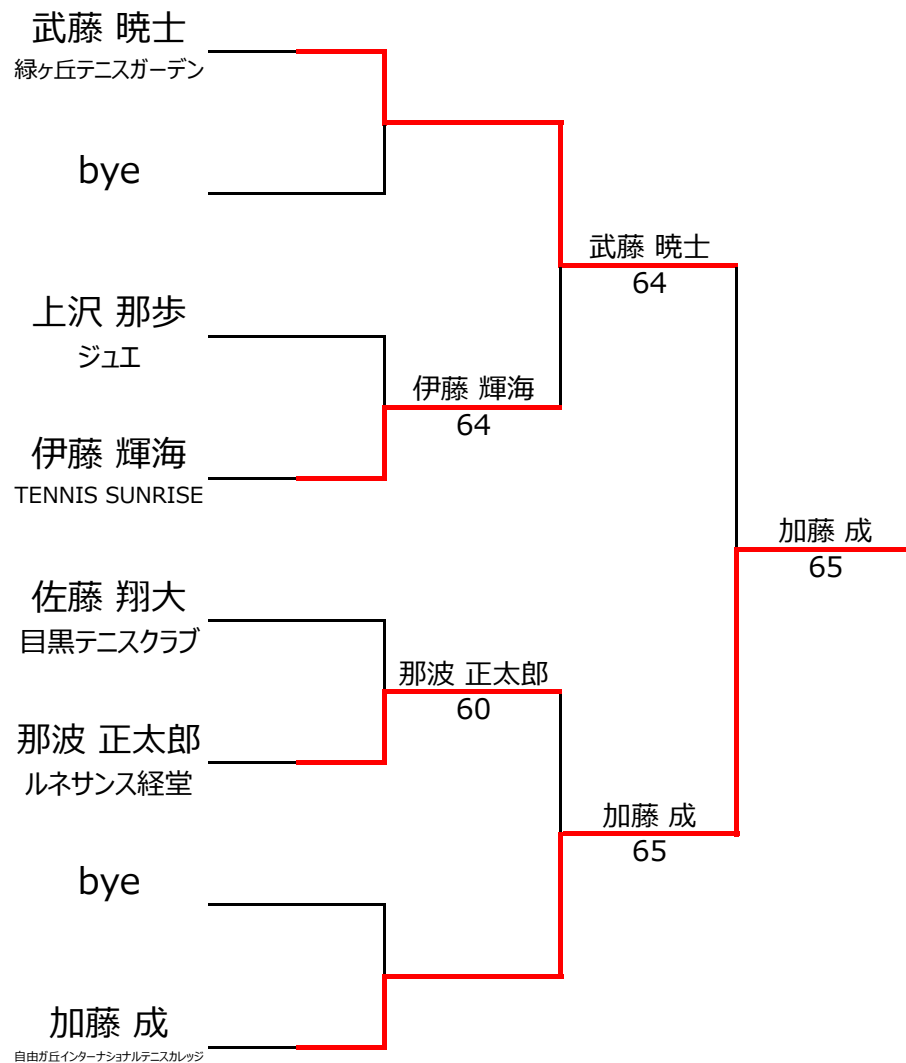 武藤 暁士
緑ヶ丘テニスガーデン
bye
武藤 暁士
64
上沢 那歩
ジュエ
伊藤 輝海
64
伊藤 輝海
TENNIS SUNRISE
加藤 成
65
佐藤 翔大
目黒テニスクラブ
那波 正太郎
60
那波 正太郎
ルネサンス経堂
加藤 成
65
bye
加藤 成
自由ガ丘インターナショナルテニスカレッジ